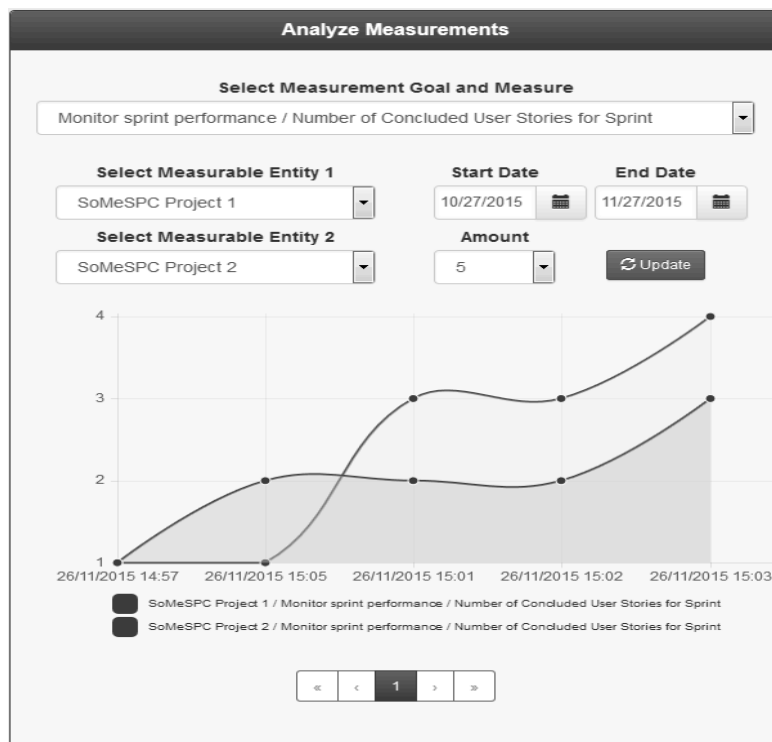 Analyze Measurements
Select Measurement Goal and Measure
Monitor sprint performance / Number of Concluded User Stories for Sprint
Select Measurable Entity 1
Start Date
End Date
SoMeSPC Project 1
10/27/2015
11/27/2015
Select Measurable Entity 2
Amount
SoMeSPC Project 2
5
Update
4
3
2
1
26/11/2015 14:57
26/11/2015 15:05
26/11/2015 15:01
26/11/2015 15:02
26/11/2015 15:03
SoMeSPC Project 1 / Monitor sprint performance / Number of Concluded User Stories for Sprint
SoMeSPC Project 2 / Monitor sprint performance / Number of Concluded User Stories for Sprint
« ‹ 1 › »